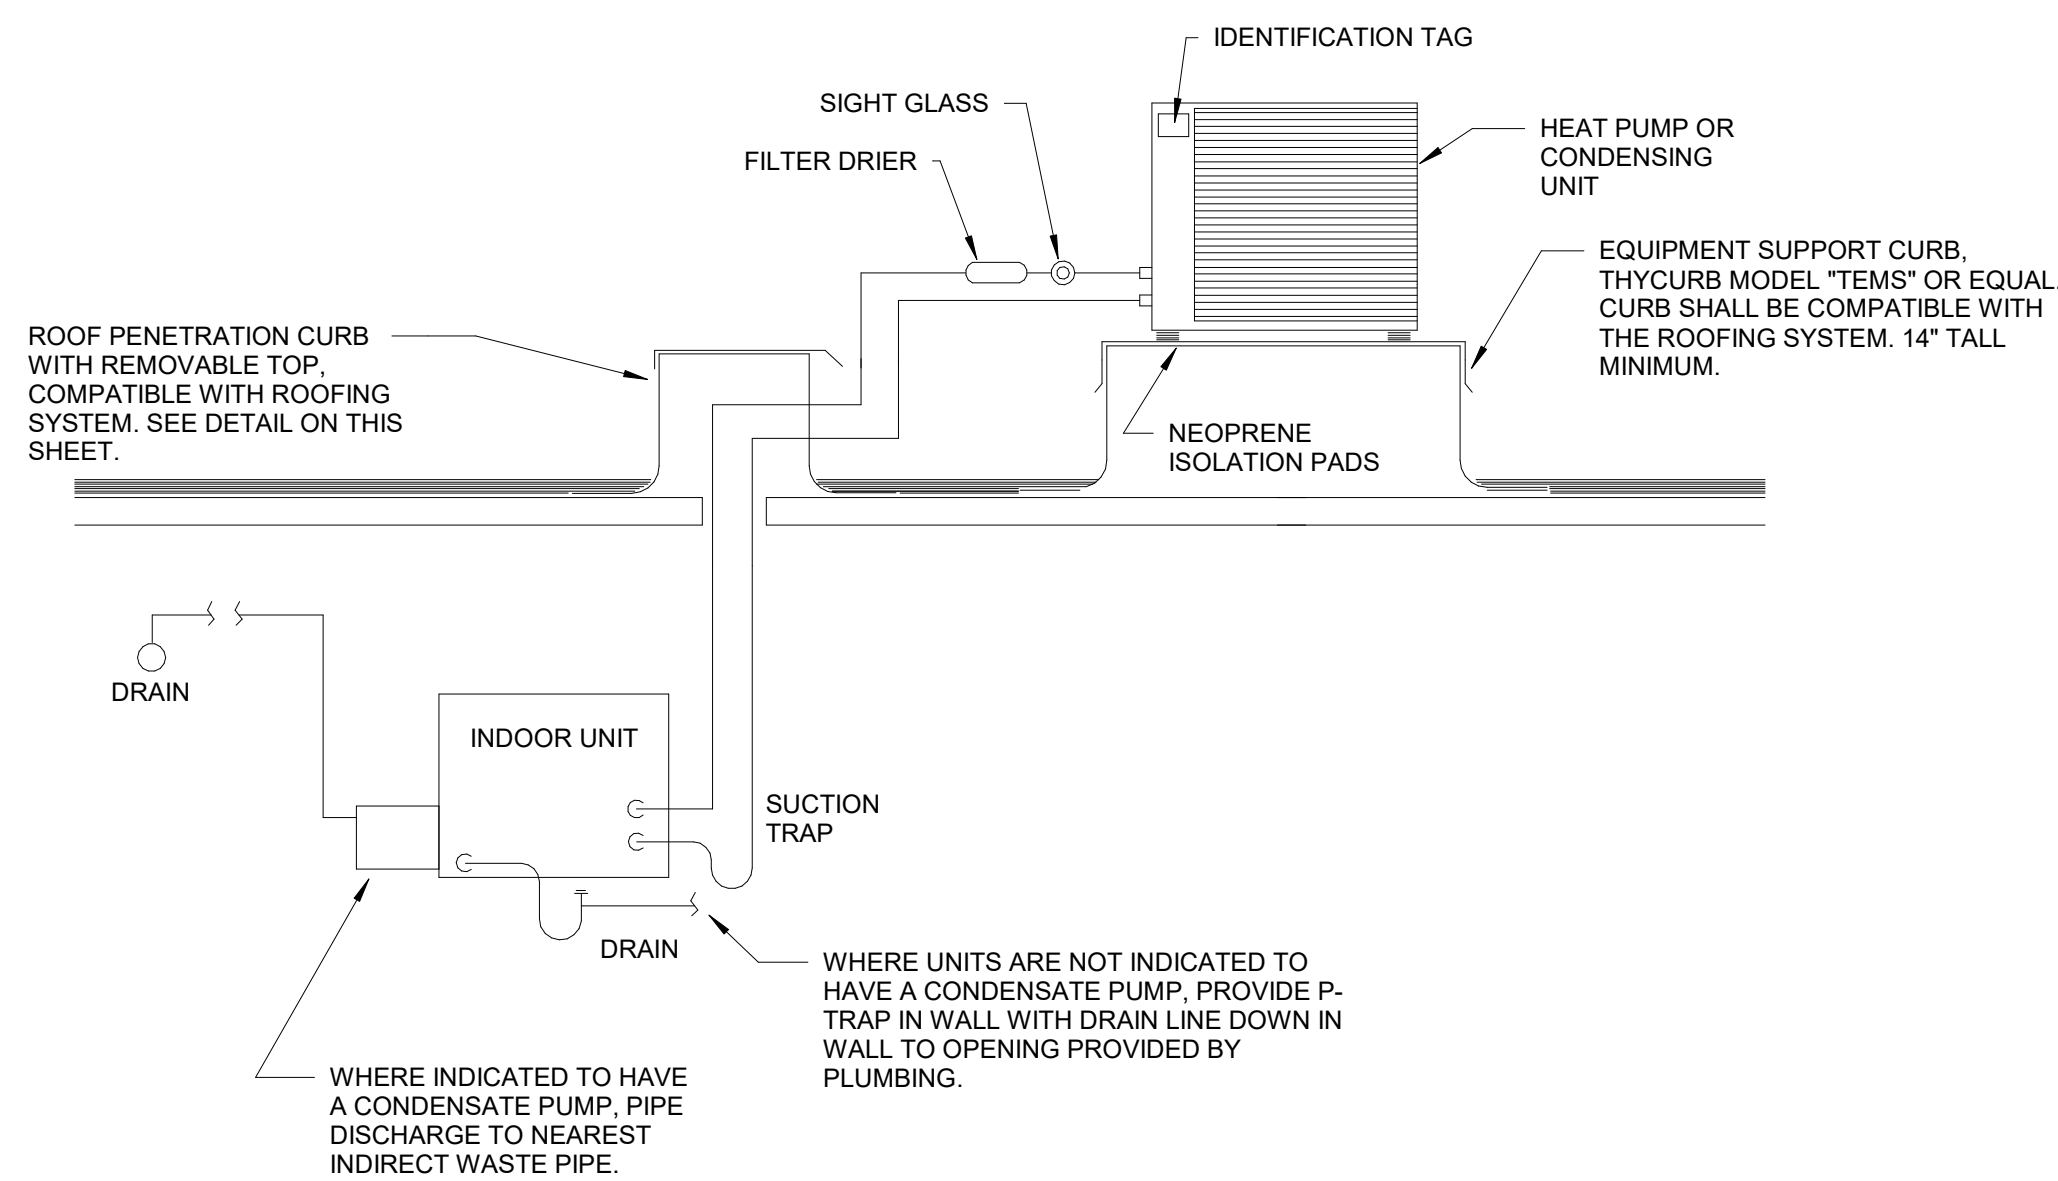 IDENTIFICATION TAG
SIGHT GLASS
FILTER DRIER
HEAT PUMP OR
CONDENSING
UNIT
EQUIPMENT SUPPORT CURB,
THYCURB MODEL "TEMS" OR EQUAL.
CURB SHALL BE COMPATIBLE WITH
THE ROOFING SYSTEM. 14" TALL
MINIMUM.
ROOF PENETRATION CURB
WITH REMOVABLE TOP,
COMPATIBLE WITH ROOFING
SYSTEM. SEE DETAIL ON THIS
SHEET.
NEOPRENE
ISOLATION PADS
DRAIN
INDOOR UNIT
SUCTION
TRAP
DRAIN
WHERE UNITS ARE NOT INDICATED TO
HAVE A CONDENSATE PUMP, PROVIDE P-
TRAP IN WALL WITH DRAIN LINE DOWN IN
WALL TO OPENING PROVIDED BY
PLUMBING.
WHERE INDICATED TO HAVE
A CONDENSATE PUMP, PIPE
DISCHARGE TO NEAREST
INDIRECT WASTE PIPE.